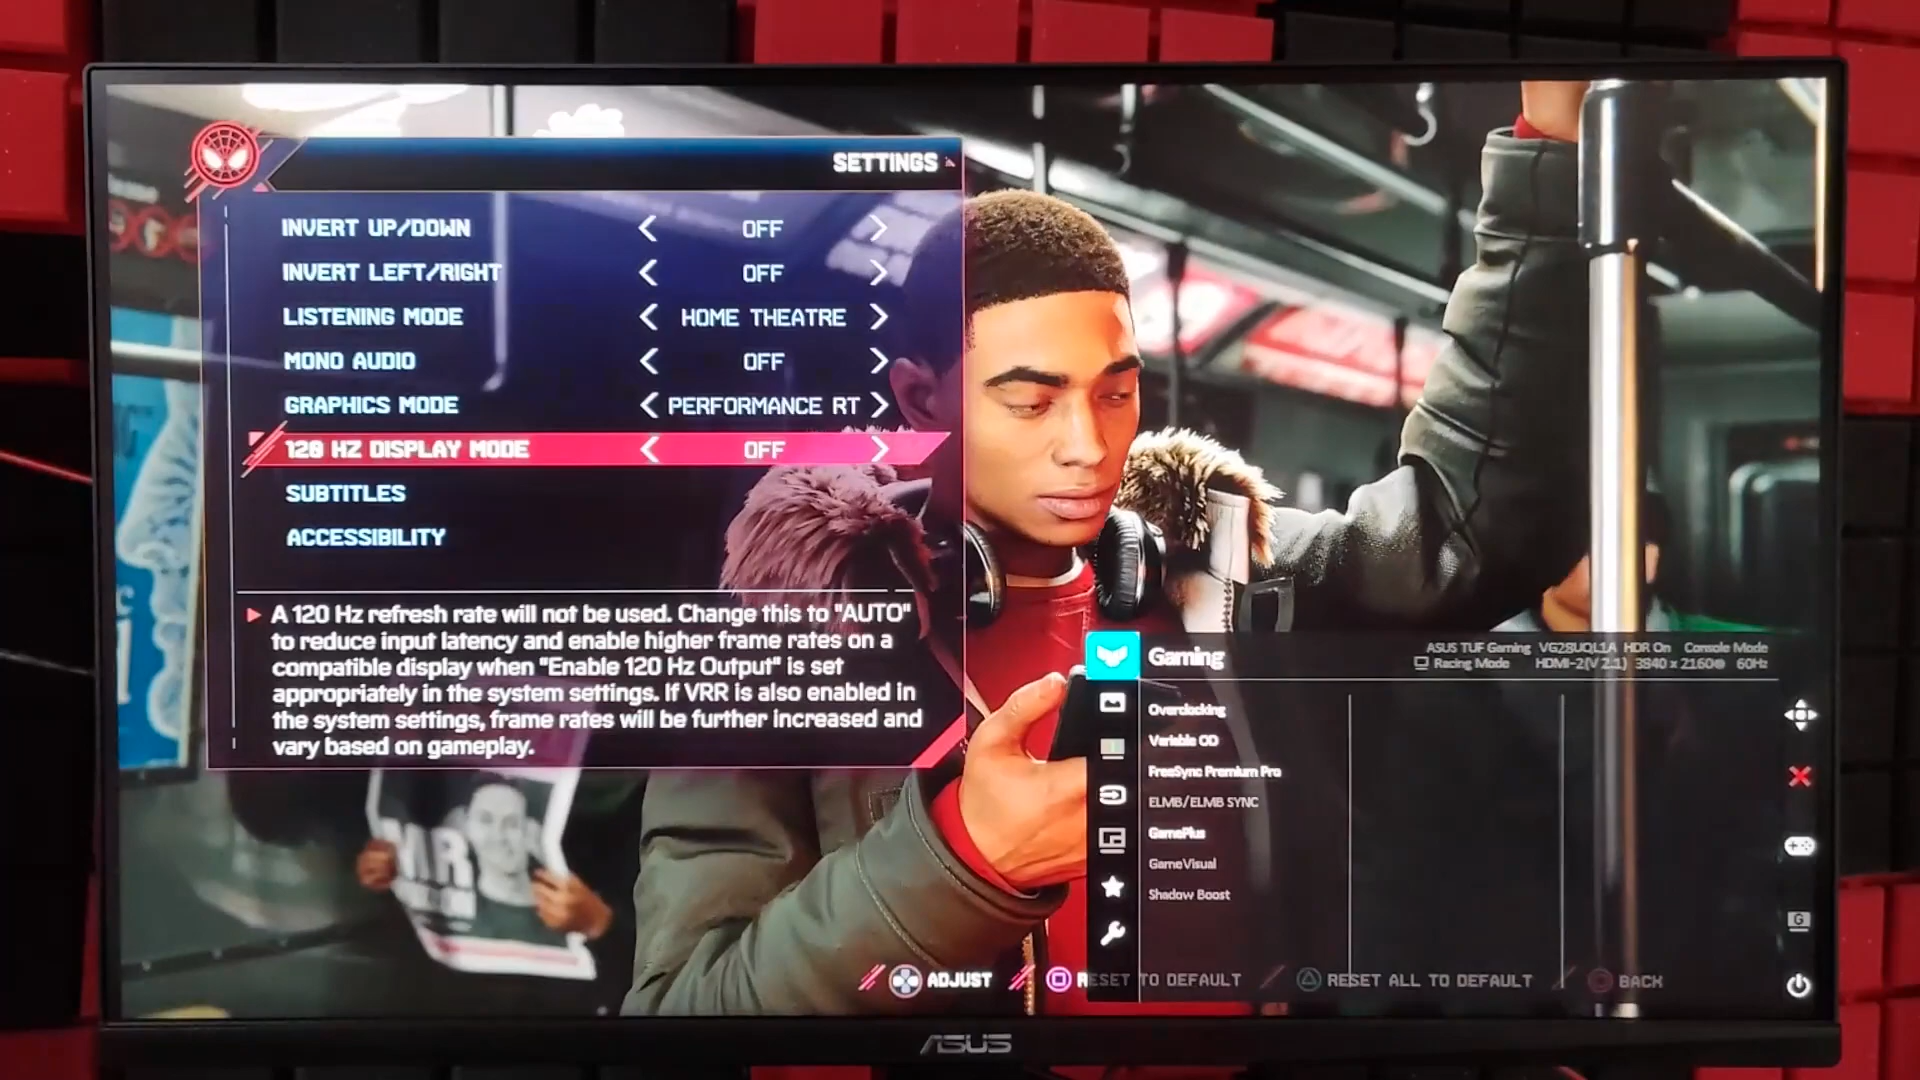 SETTINGS
INVERT UP/DOWN OFF
INVERT LEFT/RIGHT OFF
LISTENING MODE HOME THEATRE
MONO AUDIO OFF
GRAPHICS MODE PERFORMANCE RT
120 HZ DISPLAY MODE OFF
SUBTITLES
ACCESSIBILITY
A 120 Hz refresh rate will not be used. Change this to "AUTO"
to reduce input latency and enable higher frame rates on a
compatible display when "Enable 120 Hz Output" is set
appropriately in the system settings. If VRR is also enabled in
the system settings, frame rates will be further increased and
vary based on gameplay.
Gaming
ASUS TUF Gaming VG28UQL1A HDR On Console Mode
Racing Mode HDMI-2(V 2.1) 3840 x 2160@ 60Hz
Overclocking
Variable OD
FreeSync Premium Pro
ELMB/ELMB SYNC
GamePlus
GameVisual
Shadow Boost
G
ADJUST RESET TO DEFAULT RESET ALL TO DEFAULT BACK
ASUS